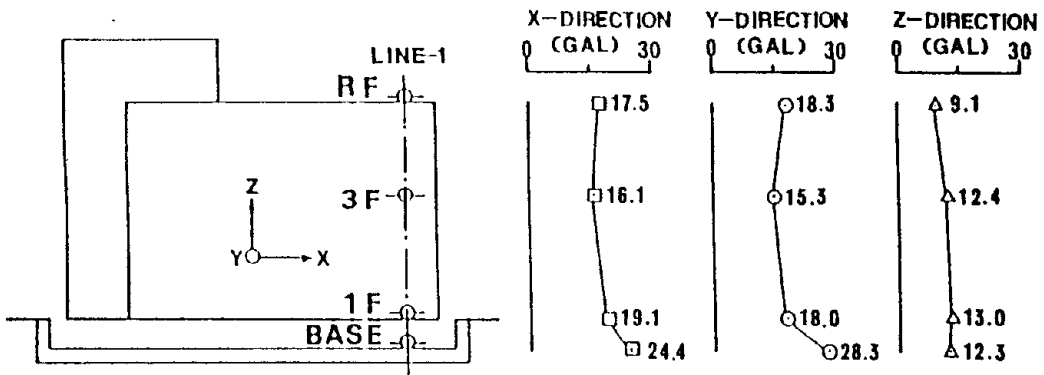 X-DIRECTION Y-DIRECTION Z-DIRECTION
0 (GAL) 30 0 (GAL) 30 0 (GAL) 30
LINE-1
RF 17.5 18.3 9.1
3F 16.1 15.3 12.4
Z
Y X
1F 19.1 18.0 13.0
BASE 24.4 28.3 12.3